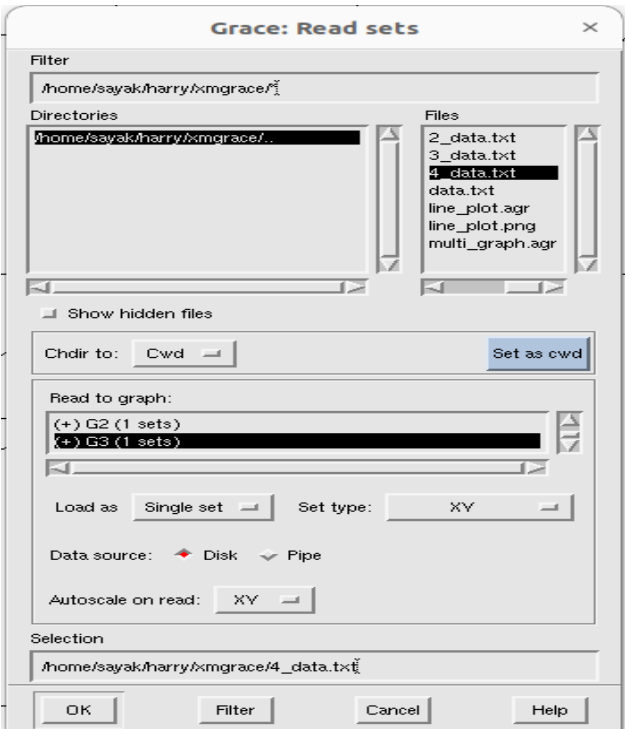 Grace: Read sets
Filter
/home/sayak/harry/xmgrace/*
Directories
/home/sayak/harry/xmgrace/..
Files
2_data.txt
3_data.txt
4_data.txt
data.txt
line_plot.agr
line_plot.png
multi_graph.agr
Show hidden files
Chdir to: Cwd Set as cwd
Read to graph:
(+) G2 (1 sets)
(+) G3 (1 sets)
Load as Single set Set type: XY
Data source: Disk Pipe
Autoscale on read: XY
Selection
/home/sayak/harry/xmgrace/4_data.txt
OK Filter Cancel Help